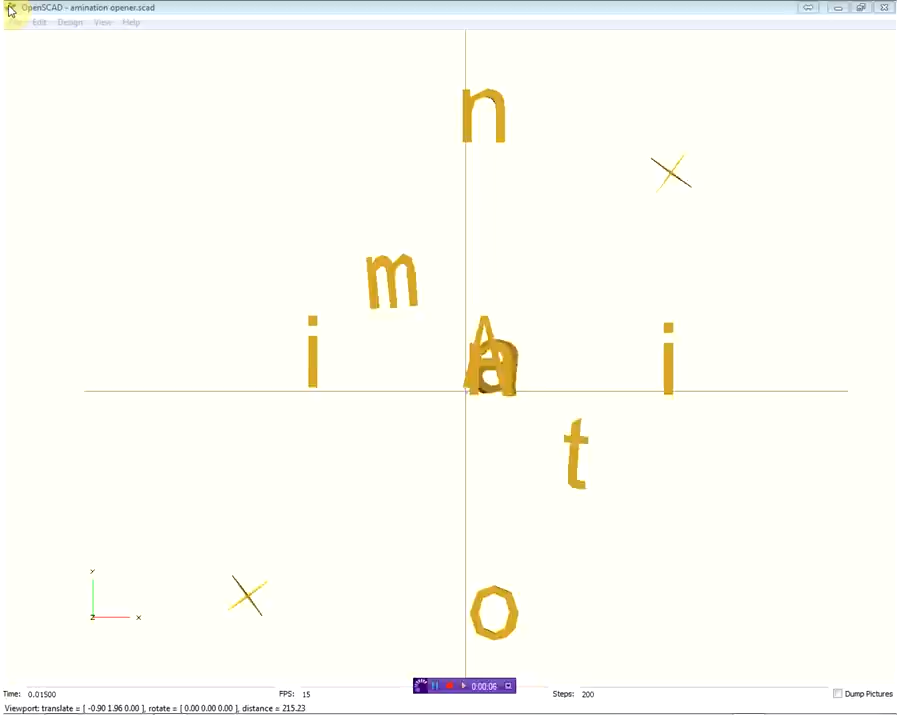 OpenSCAD - amination opener.scad
File Edit Design View Help
n
m
i
A
n
a
i
t
o
y
z x
0:00:06
Time: 0.01500 FPS: 15 Steps: 200 Dump Pictures
Viewport: translate = [ -0.90 1.96 0.00 ], rotate = [ 0.00 0.00 0.00 ], distance = 215.23